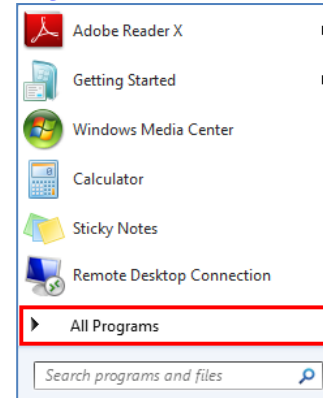 Adobe Reader X
Getting Started
Windows Media Center
Calculator
Sticky Notes
Remote Desktop Connection
All Programs
Search programs and files